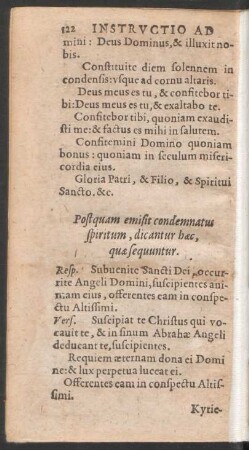 122 INSTRVCTIO AD
mini: Deus Dominus, & illuxit no-
bis.
Constituite diem solennem in
condensis: vsque ad cornu altaris.
Deus meus es tu, & confitebor ti-
bi: Deus meus es tu, & exaltabo te.
Confitebor tibi, quoniam exaudi-
sti me: & factus es mihi in salutem.
Confitemini Domino quoniam
bonus: quoniam in seculum miseri-
cordia eius.
Gloria Patri, & Filio, & Spiritui
Sancto. &c.
Postquam emisit condemnatus
spiritum, dicantur hæc,
quæ sequuntur.
Resp. Subuenite Sancti Dei, occur-
rite Angeli Domini, suscipientes ani-
mam eius, offerentes eam in conspe-
ctu Altissimi.
Vers. Suscipiat te Christus qui vo-
cauit te, & in sinum Abrahæ Angeli
deducant te, suscipientes.
Requiem æternam dona ei Domi-
ne: & lux perpetua luceat ei.
Offerentes eam in conspectu Altis-
simi.
Kyrie-